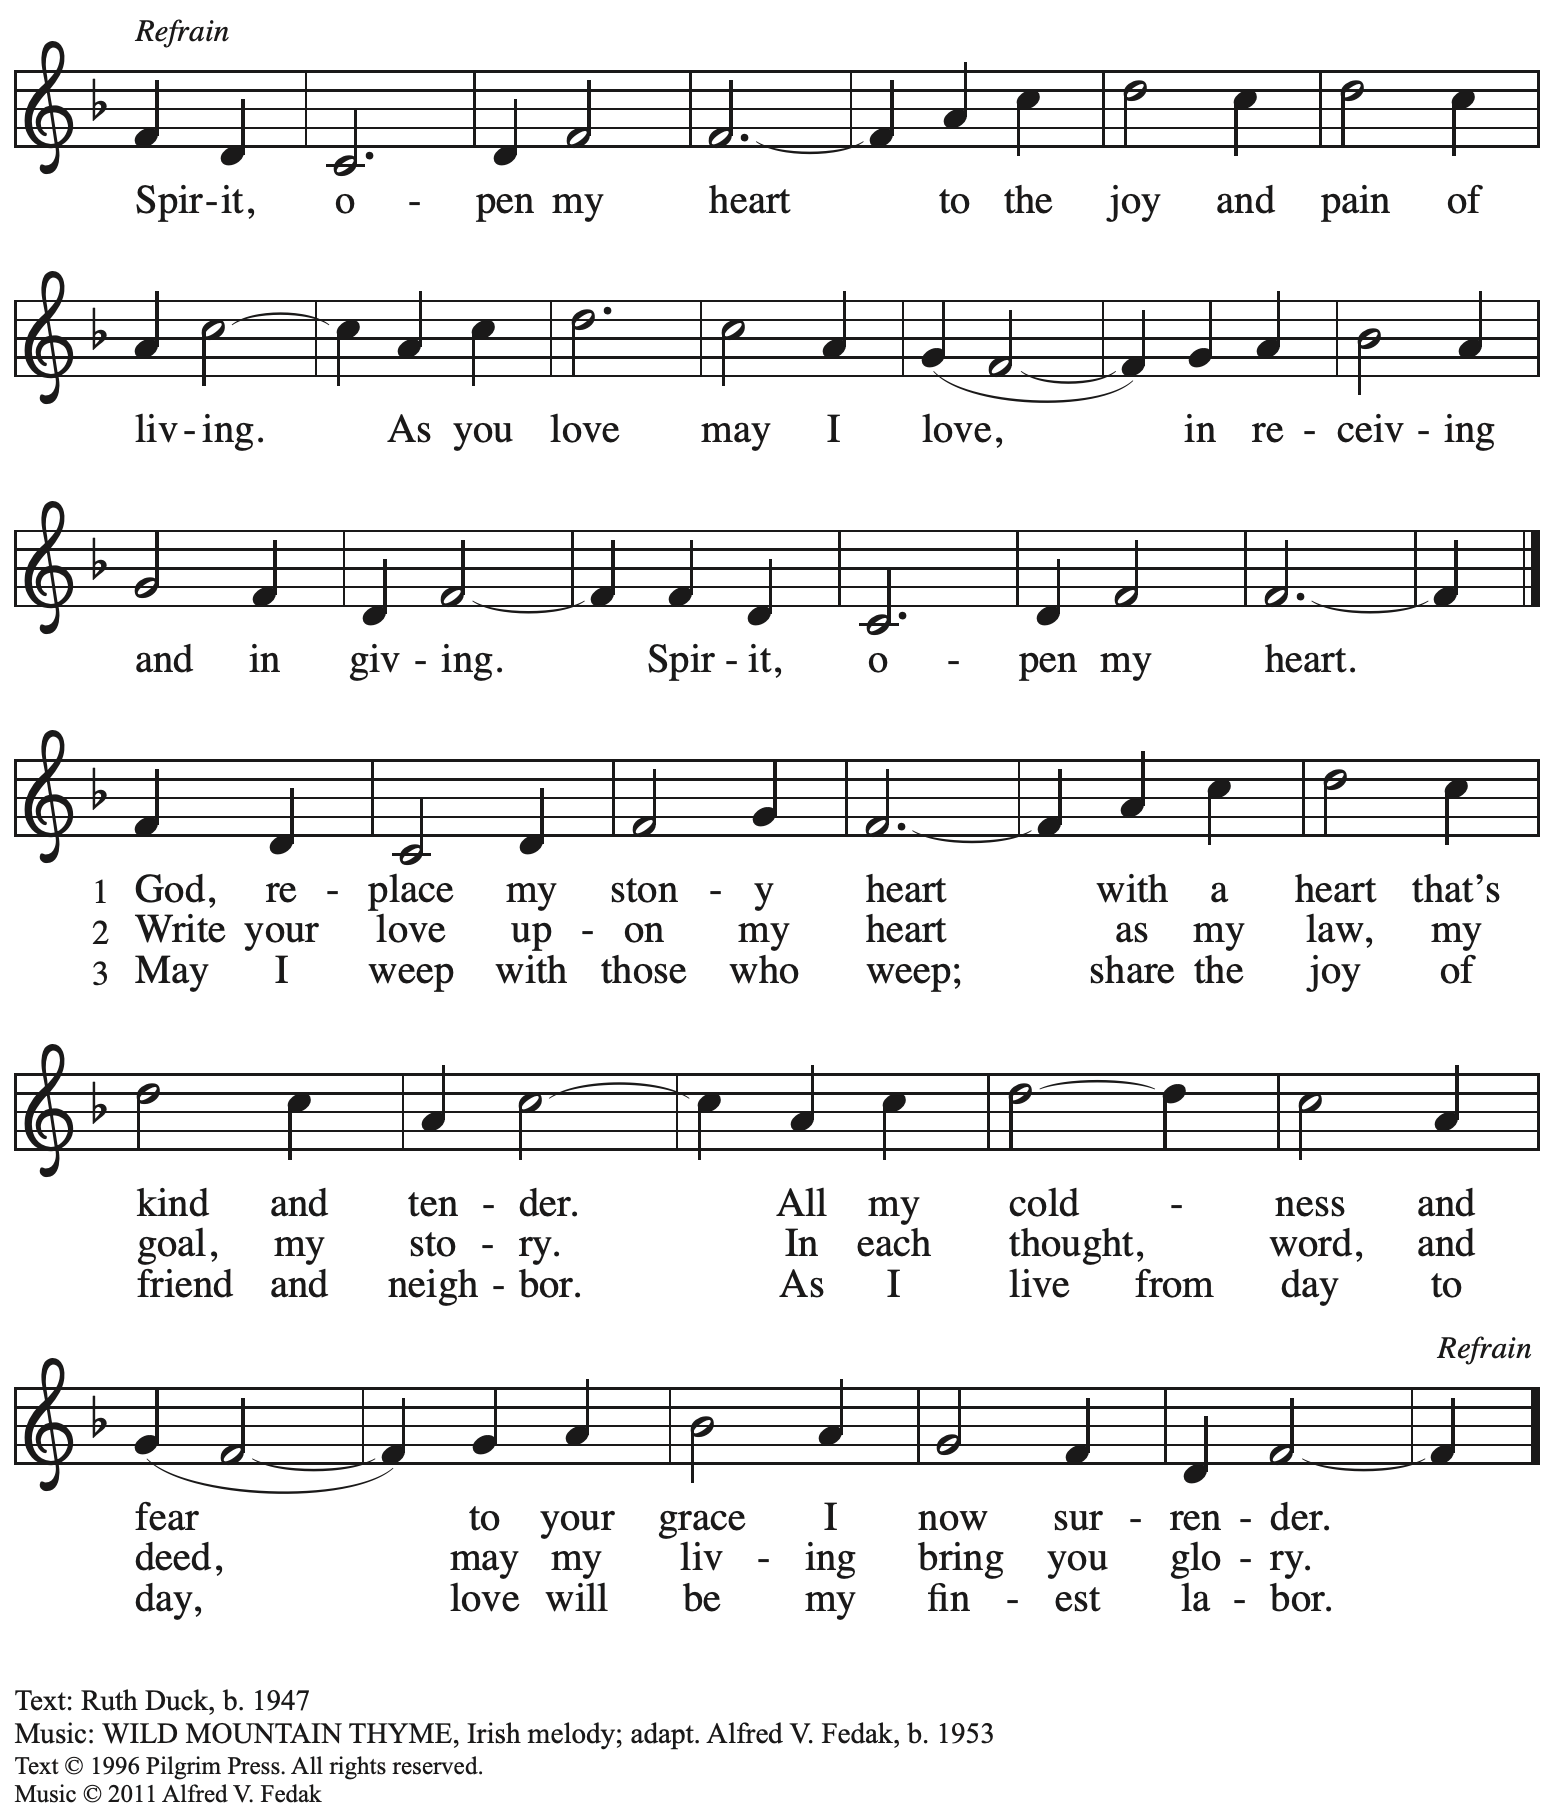 Refrain
Spir-it, o - pen my heart to the joy and pain of
liv-ing. As you love may I love, in re - ceiv - ing
and in giv - ing. Spir - it, o - pen my heart.
1 God, re - place my ston - y heart with a heart that's
2 Write your love up - on my heart as my law, my
3 May I weep with those who weep; share the joy of
kind and ten - der. All my cold - ness and
goal, my sto - ry. In each thought, word, and
friend and neigh - bor. As I live from day to
Refrain
fear to your grace I now sur - ren - der.
deed, may my liv - ing bring you glo - ry.
day, love will be my fin - est la - bor.
Text: Ruth Duck, b. 1947
Music: WILD MOUNTAIN THYME, Irish melody; adapt. Alfred V. Fedak, b. 1953
Text © 1996 Pilgrim Press. All rights reserved.
Music © 2011 Alfred V. Fedak